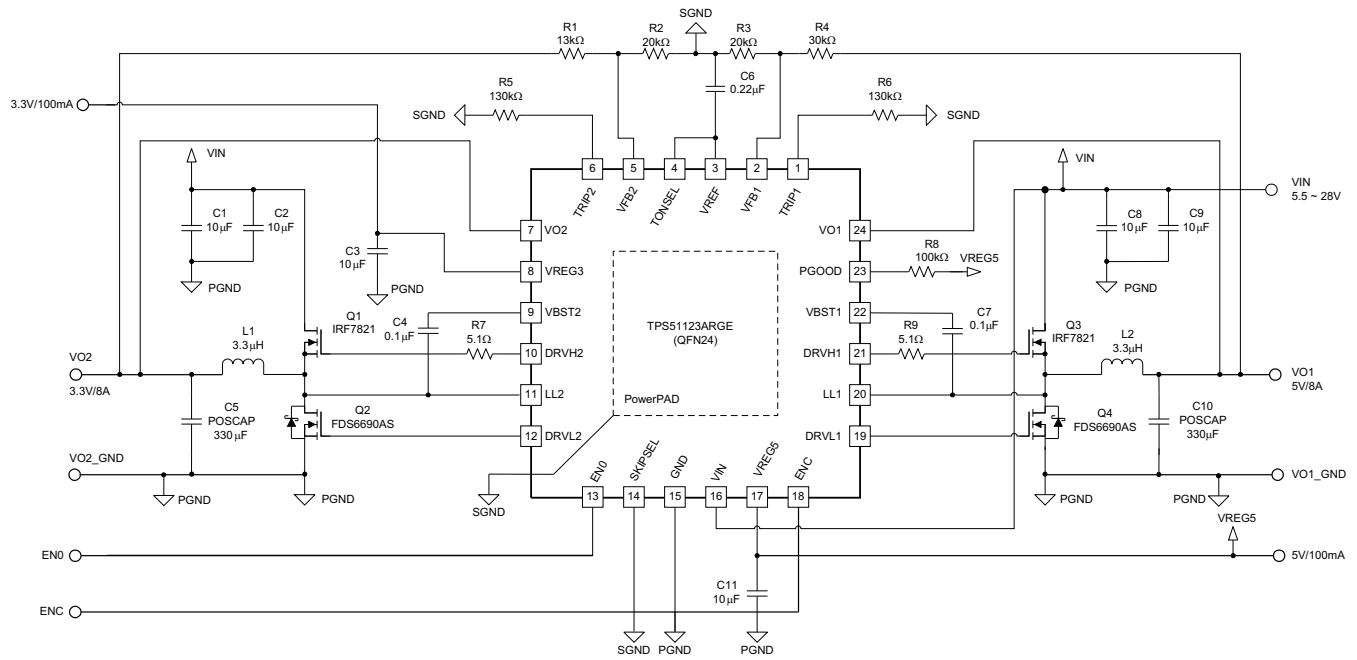 SGND
R1
13kΩ
R2
20kΩ
R3
20kΩ
R4
30kΩ
C6
0.22µF
3.3V/100mA
R5
130kΩ
SGND
R6
130kΩ
SGND
VIN
C1
10µF
C2
10µF
PGND
C3
10µF
PGND
6
5
4
3
2
1
TRIP2
VFB2
TONSEL
VREF
VFB1
TRIP1
VIN
VIN
5.5 ~ 28V
C8
10µF
C9
10µF
PGND
7
VO2
VO1
24
8
VREG3
PGOOD
23
R8
100kΩ
VREG5
9
VBST2
VBST1
22
10
DRVH2
DRVH1
21
11
LL2
LL1
20
12
DRVL2
DRVL1
19
TPS51123ARGE
(QFN24)
PowerPAD
Q1
IRF7821
C4
0.1µF
R7
5.1Ω
L1
3.3µH
VO2
3.3V/8A
C5
POSCAP
330µF
Q2
FDS6690AS
VO2_GND
PGND
PGND
SGND
C7
0.1µF
R9
5.1Ω
Q3
IRF7821
L2
3.3µH
VO1
5V/8A
Q4
FDS6690AS
C10
POSCAP
330µF
PGND
PGND
VO1_GND
EN0
SKIPSEL
GND
VIN
VREG5
ENC
13
14
15
16
17
18
VREG5
EN0
5V/100mA
C11
10µF
ENC
SGND
PGND
PGND